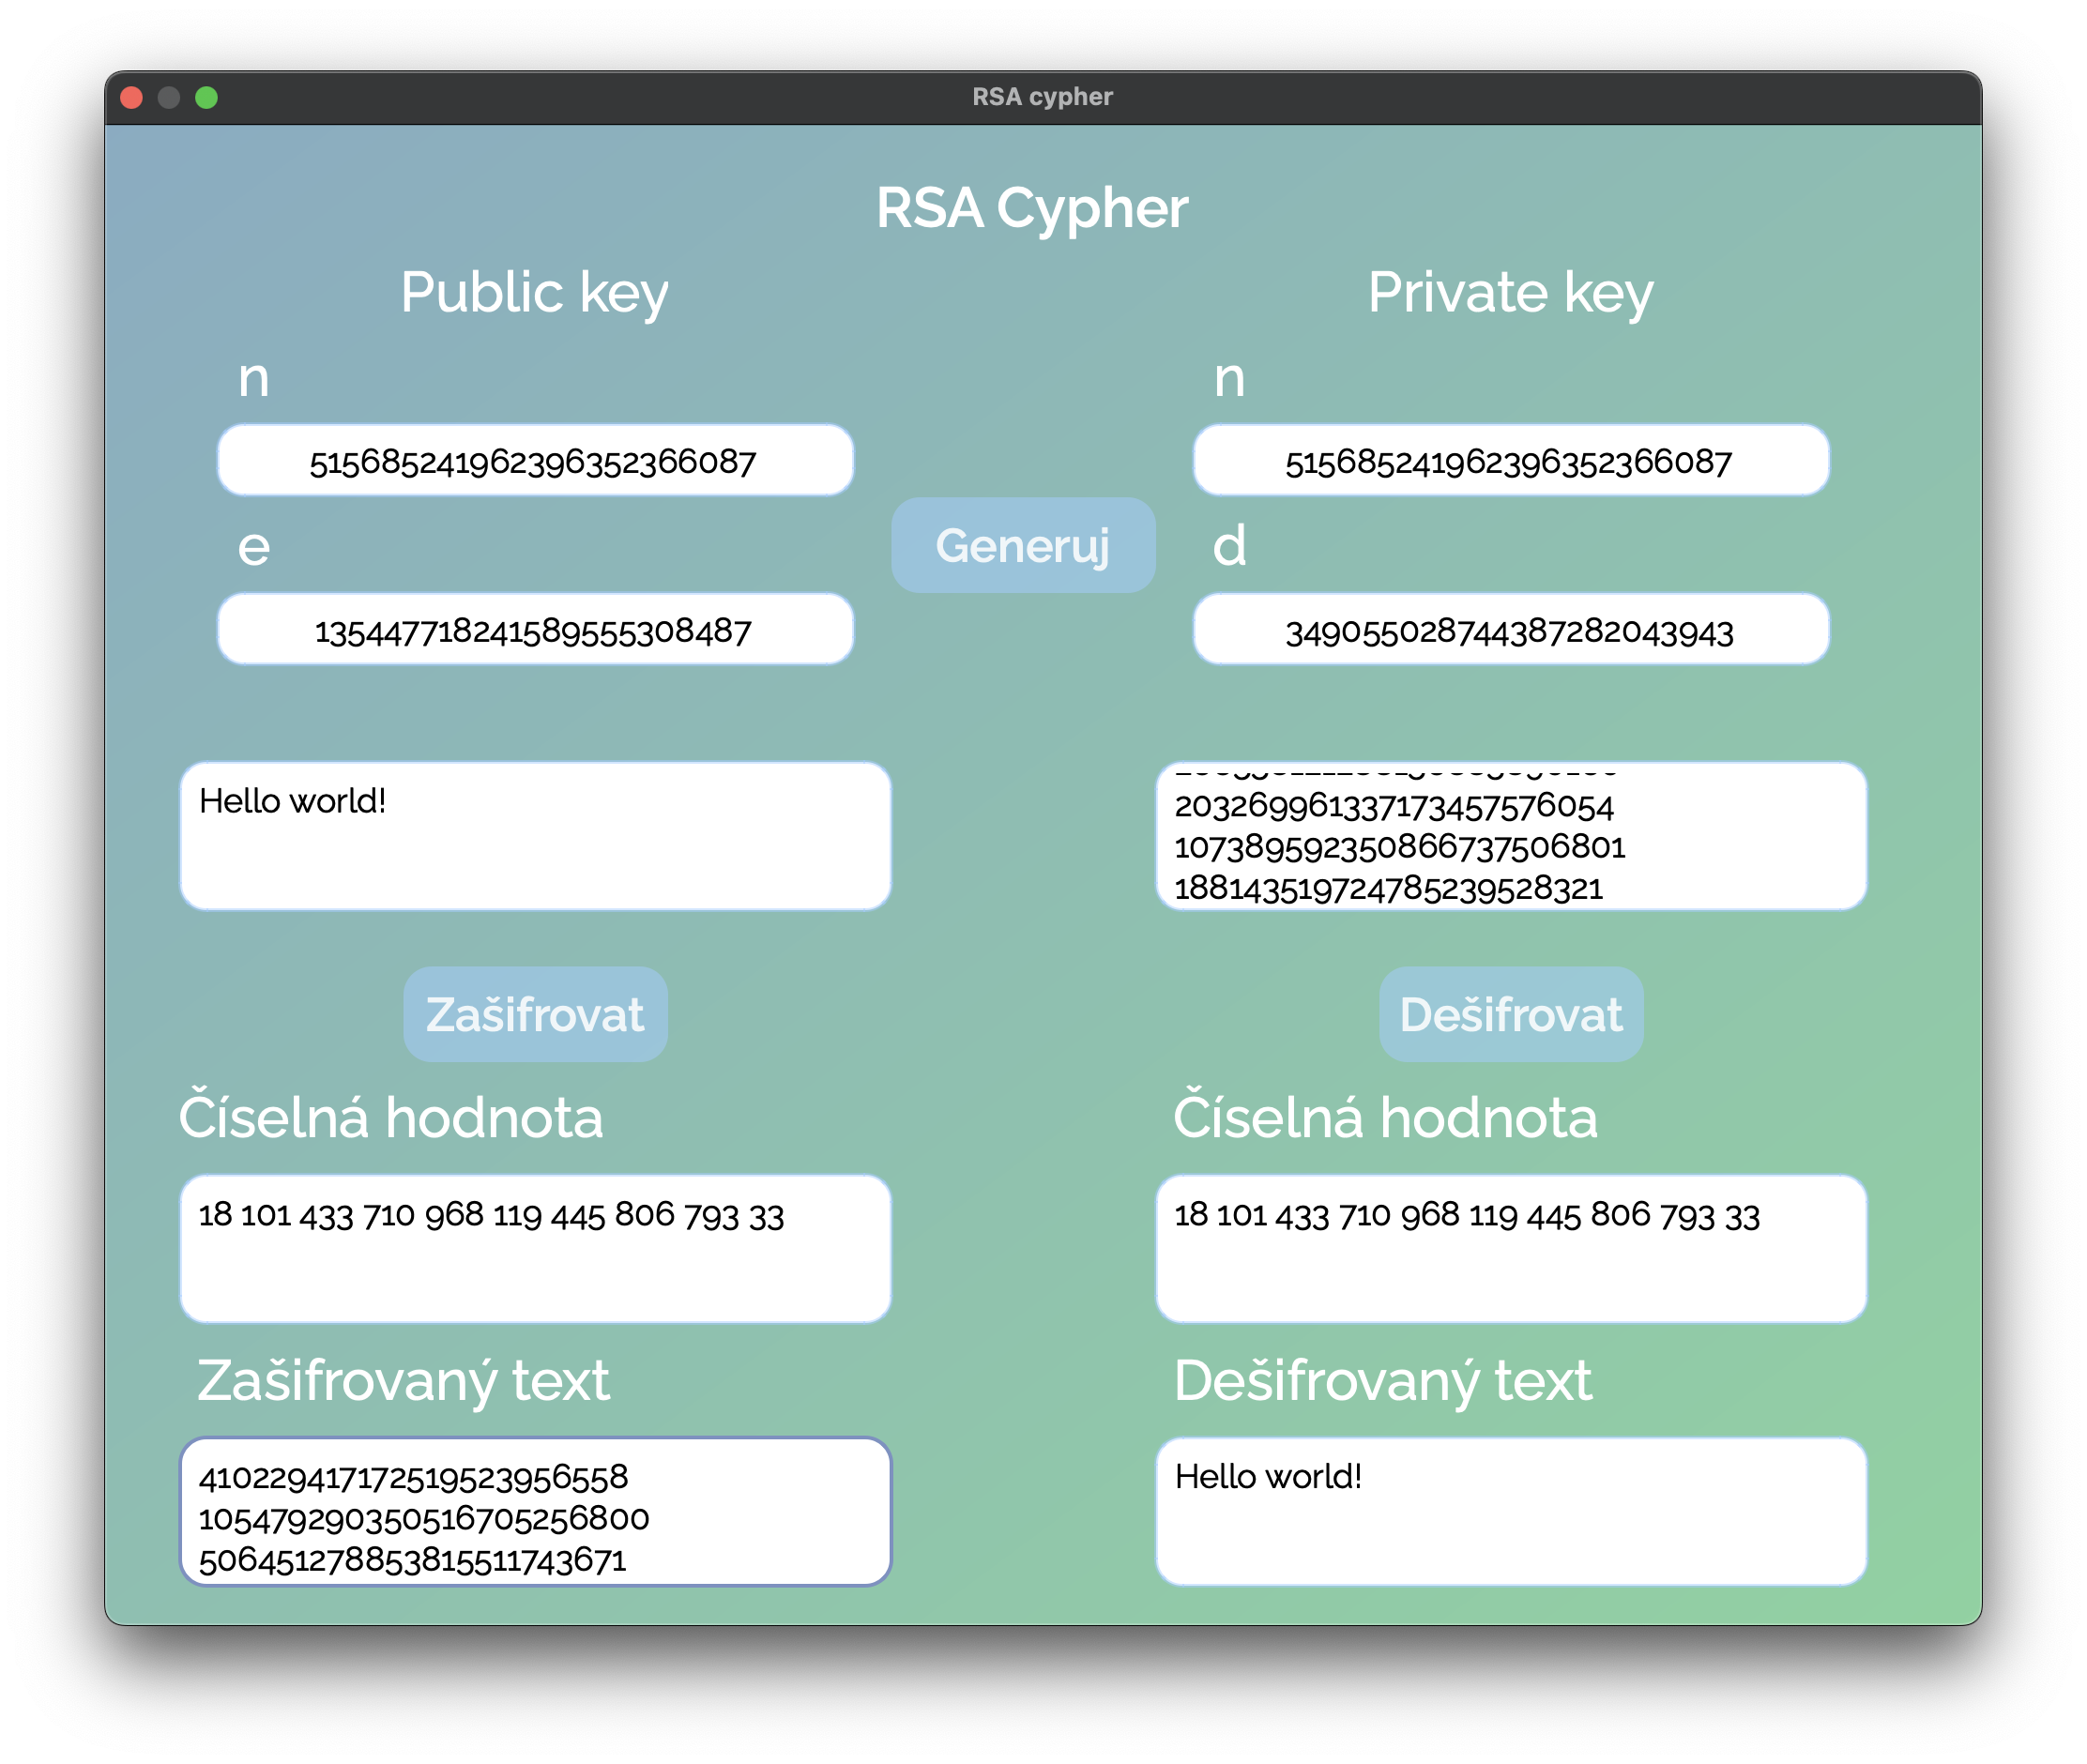 RSA cypher
RSA Cypher
Public key
Private key
n
n
515685241962396352366087
515685241962396352366087
Generuj
e
d
135447718241589555308487
349055028744387282043943
Hello world!
203269961337173457576054
107389592350866737506801
188143519724785239528321
Zašifrovat
Dešifrovat
Číselná hodnota
Číselná hodnota
18 101 433 710 968 119 445 806 793 33
18 101 433 710 968 119 445 806 793 33
Zašifrovaný text
Dešifrovaný text
410229417172519523956558
105479290350516705256800
506451278853815511743671
Hello world!